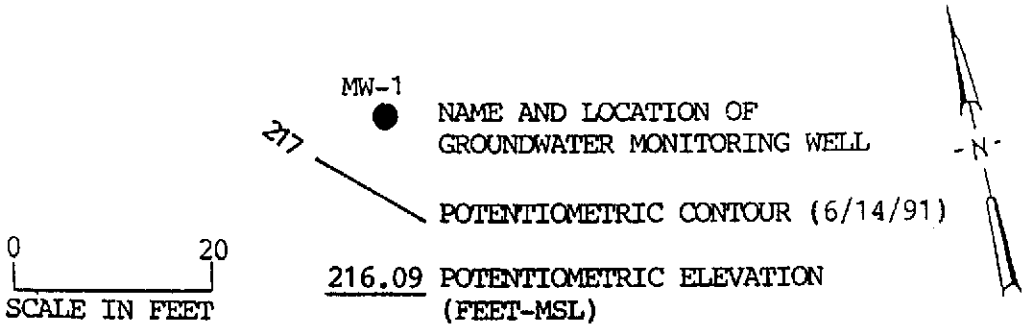 MW-1
NAME AND LOCATION OF
GROUNDWATER MONITORING WELL
217
POTENTIOMETRIC CONTOUR (6/14/91)
216.09 POTENTIOMETRIC ELEVATION
(FEET-MSL)
0 20
SCALE IN FEET
-N-